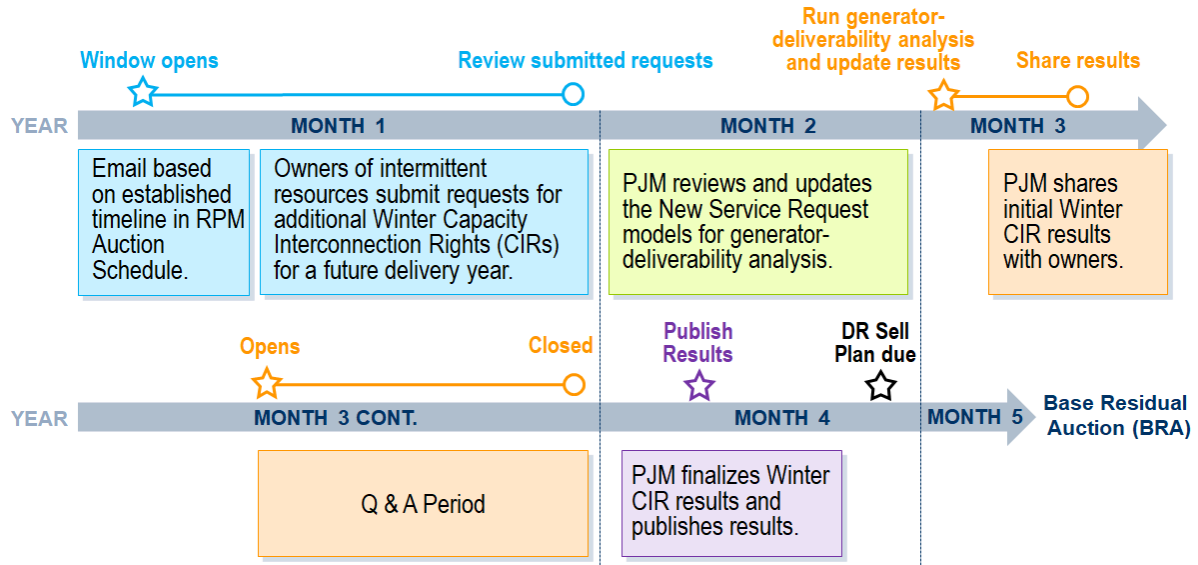 Window opens
Review submitted requests
Run generator-
deliverability analysis
and update results
Share results
YEAR
MONTH 1
MONTH 2
MONTH 3
Email based
on established
timeline in RPM
Auction
Schedule.
Owners of intermittent
resources submit requests for
additional Winter Capacity
Interconnection Rights (CIRs)
for a future delivery year.
PJM reviews and updates
the New Service Request
models for generator-
deliverability analysis.
PJM shares
initial Winter
CIR results
with owners.
Opens
Closed
Publish
Results
DR Sell
Plan due
YEAR
MONTH 3 CONT.
MONTH 4
MONTH 5
Base Residual
Auction (BRA)
Q & A Period
PJM finalizes Winter
CIR results and
publishes results.